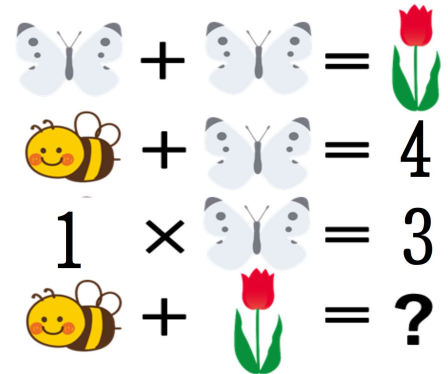 + =
+ = 4
1 × = 3
+ = ?